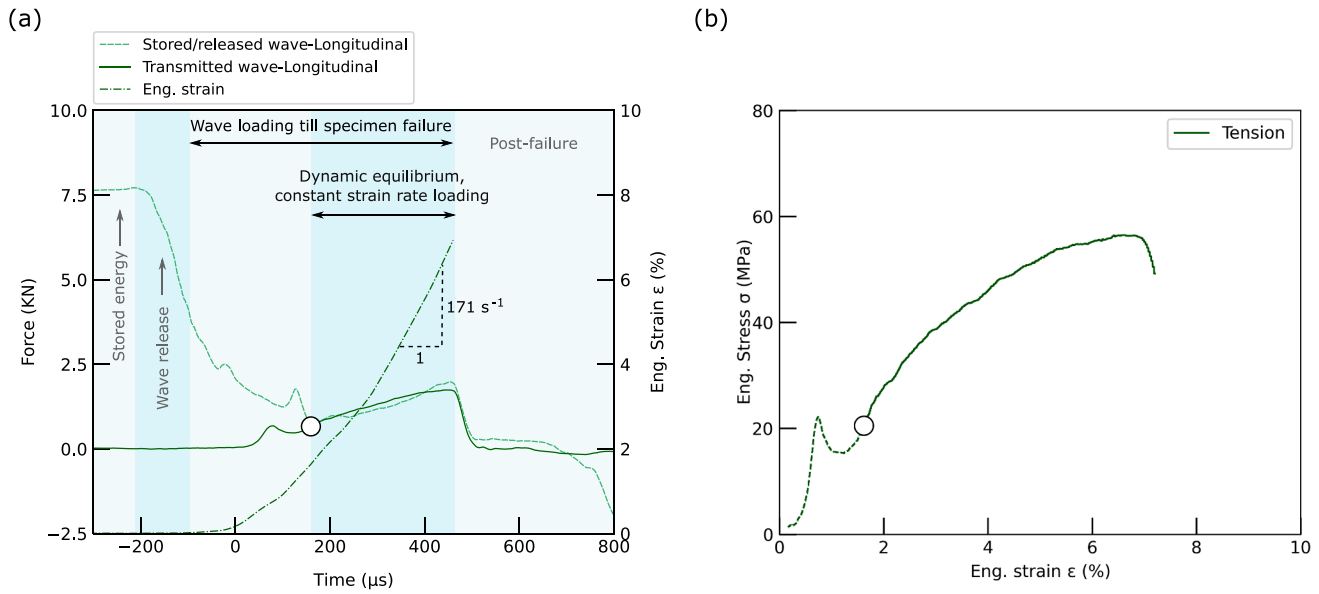 (a)
(b)
Stored/released wave-Longitudinal
Transmitted wave-Longitudinal
Eng. strain
Wave loading till specimen failure
Post-failure
Dynamic equilibrium,
constant strain rate loading
Stored energy
Wave release
171 s⁻¹
1
10.0
7.5
5.0
2.5
0.0
−2.5
Force (KN)
−200
0
200
400
600
800
Time (μs)
10
8
6
4
2
0
Eng. Strain ε (%)
Tension
80
60
40
20
0
Eng. Stress σ (MPa)
0
2
4
6
8
10
Eng. strain ε (%)